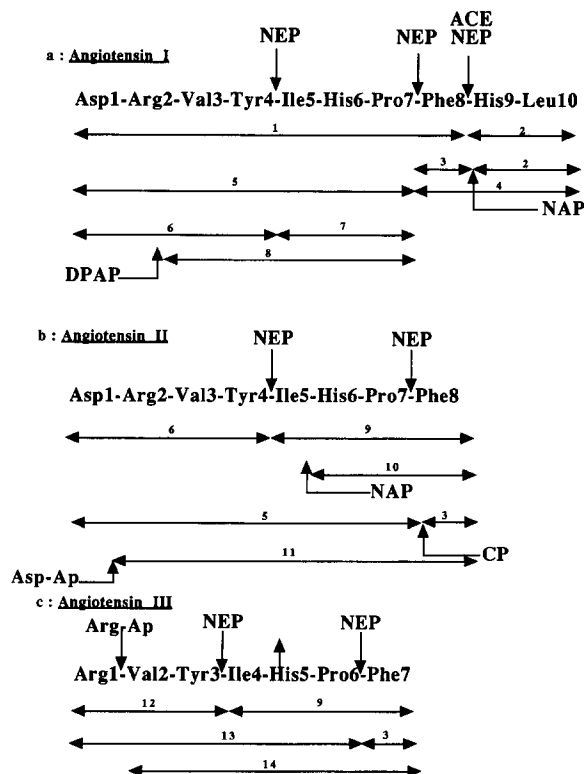 ACE
NEP NEP NEP
a : Angiotensin I
Asp1-Arg2-Val3-Tyr4-Ile5-His6-Pro7-Phe8-His9-Leu10
1 2
3 2
5 4
NAP
6 7
8
DPAP
b : Angiotensin II
NEP NEP
Asp1-Arg2-Val3-Tyr4-Ile5-His6-Pro7-Phe8
6 9
10
NAP
5 3
CP
11
Asp-Ap
c : Angiotensin III
Arg-Ap NEP NEP
Arg1-Val2-Tyr3-Ile4-His5-Pro6-Phe7
12 9
13 3
14